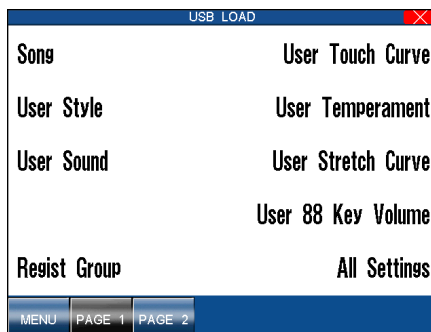 USB LOAD
Song
User Touch Curve
User Style
User Temperament
User Sound
User Stretch Curve
User 88 Key Volume
Regist Group
All Settings
MENU
PAGE 1
PAGE 2